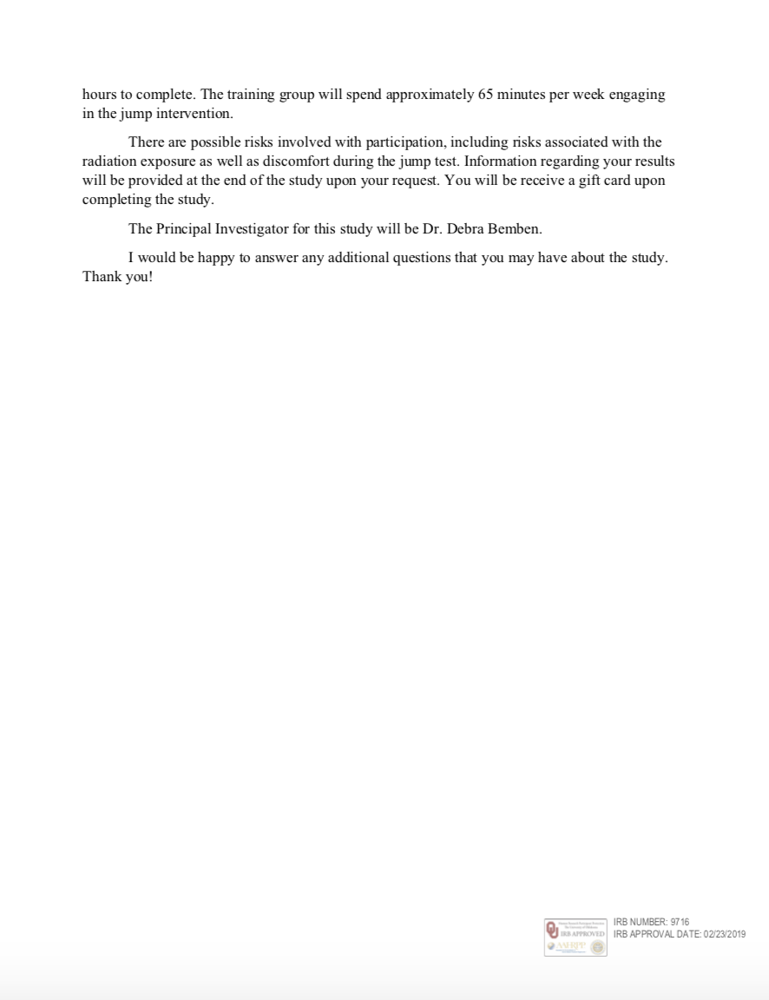 hours to complete. The training group will spend approximately 65 minutes per week engaging
in the jump intervention.
There are possible risks involved with participation, including risks associated with the
radiation exposure as well as discomfort during the jump test. Information regarding your results
will be provided at the end of the study upon your request. You will be receive a gift card upon
completing the study.
The Principal Investigator for this study will be Dr. Debra Bemben.
I would be happy to answer any additional questions that you may have about the study.
Thank you!
IRB APPROVED
AAHRPP
IRB NUMBER: 9716
IRB APPROVAL DATE: 02/23/2019